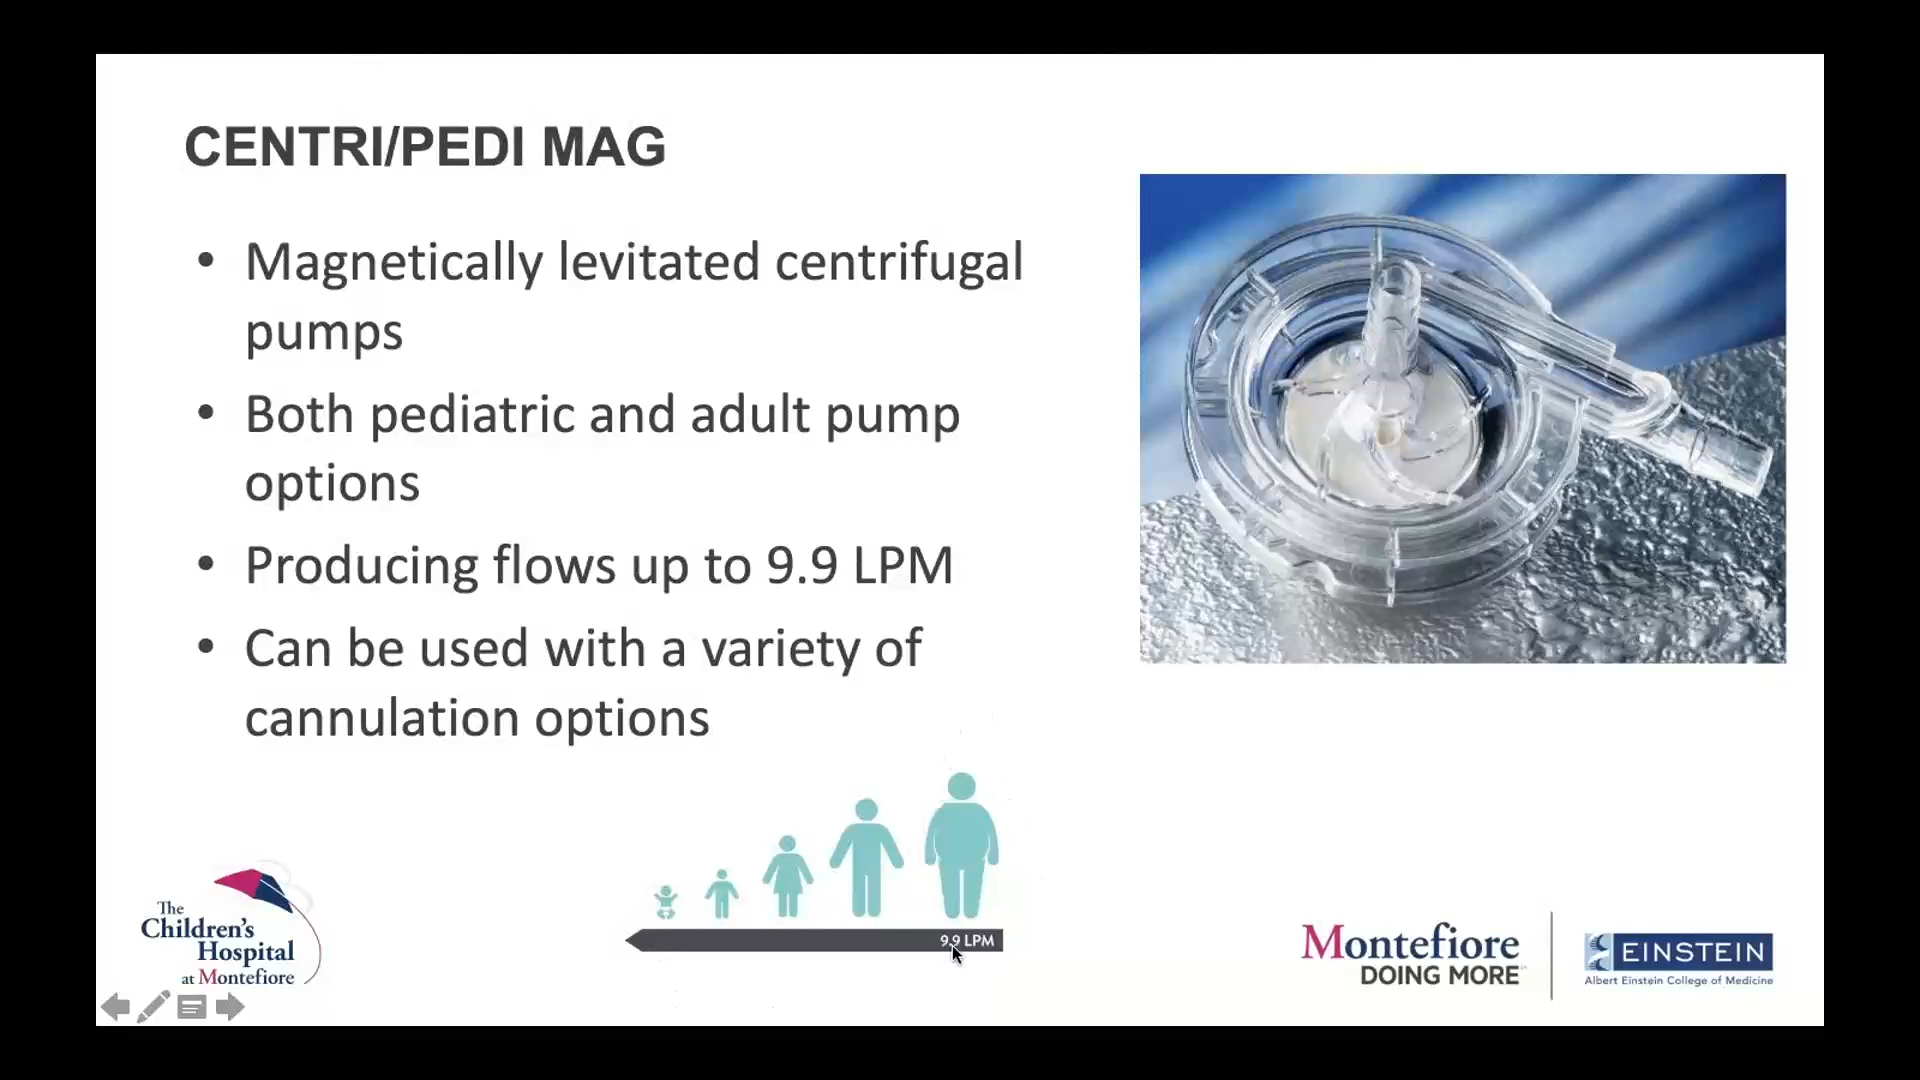 CENTRI/PEDI MAG
• Magnetically levitated centrifugal
pumps
• Both pediatric and adult pump
options
• Producing flows up to 9.9 LPM
• Can be used with a variety of
cannulation options
9.9 LPM
The
Children's
Hospital
at Montefiore
Montefiore
DOING MORE
EINSTEIN
Albert Einstein College of Medicine